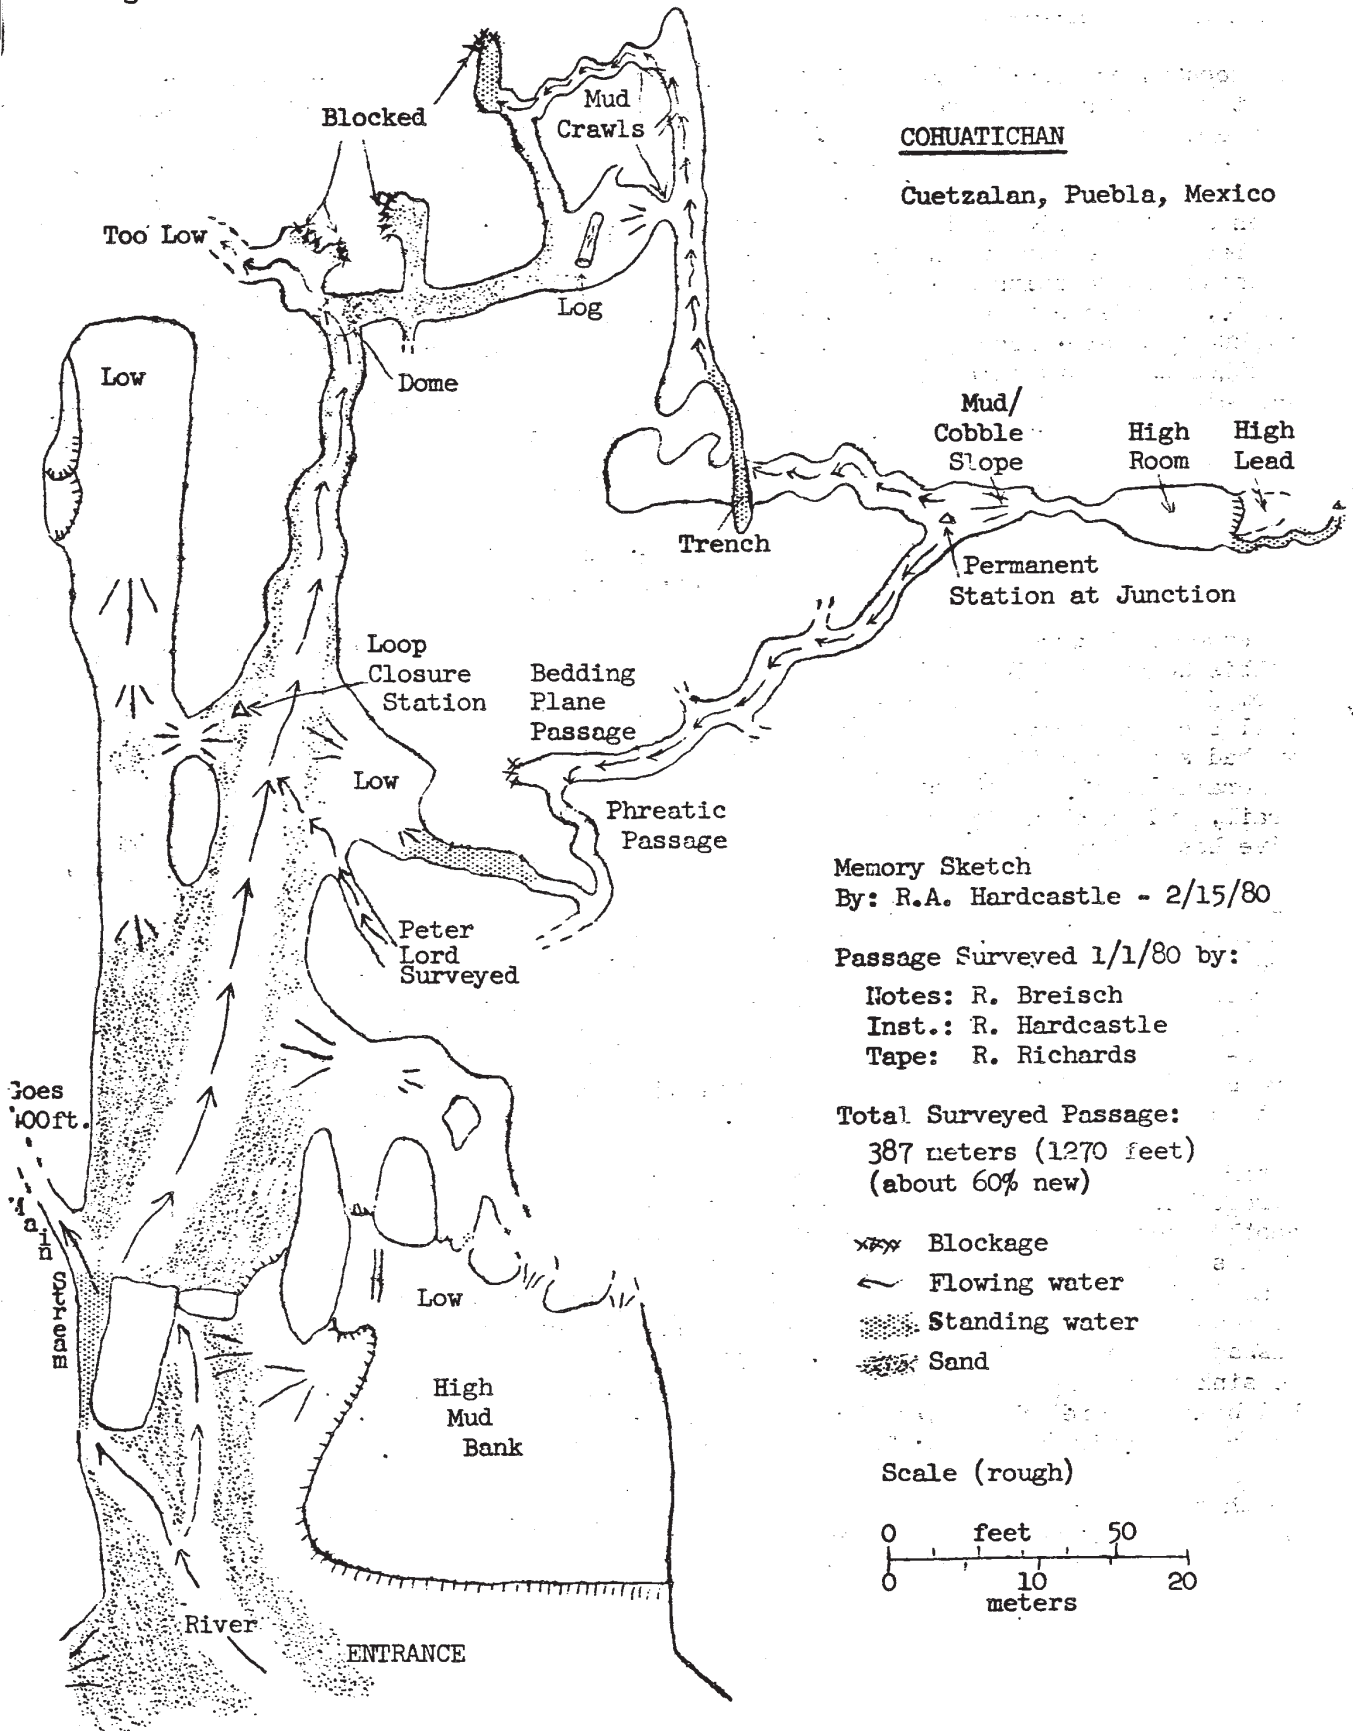 COHUATICHAN
Cuetzalan, Puebla, Mexico
Blocked
Mud
Crawls
Too Low
Log
Dome
Low
Mud/
Cobble
Slope
High
Room
High
Lead
Trench
Permanent
Station at Junction
Loop
Closure
Station
Bedding
Plane
Passage
Low
Phreatic
Passage
Peter
Lord
Surveyed
Memory Sketch
By: R.A. Hardcastle - 2/15/80
Passage Surveyed 1/1/80 by:
Notes: R. Breisch
Inst.: R. Hardcastle
Tape: R. Richards
Total Surveyed Passage:
387 meters (1270 feet)
(about 60% new)
Goes
ft.
Main
Stream
Low
High
Mud
Bank
River
ENTRANCE
Blockage
Flowing water
Standing water
Sand
Scale (rough)
0 feet 50
0 10 20
meters